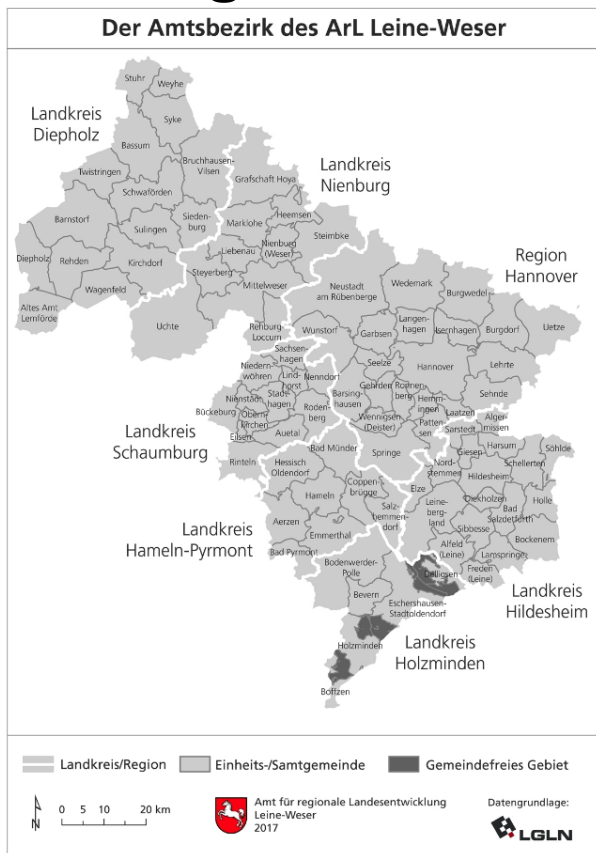 Der Amtsbezirk des ArL Leine-Weser
Landkreis
Diepholz
Stuhr
Weyhe
Syke
Bassum
Bruchhausen-
Vilsen
Twistringen
Schwaförden
Barnstorf
Sulingen
Sieden-
burg
Diepholz
Rehden
Kirchdorf
Wagenfeld
Altes Amt
Lemförde
Landkreis
Nienburg
Grafschaft Hoya
Heemsen
Marklohe
Steimbke
Liebenau
Nienburg
(Weser)
Steyerberg
Mittelweser
Uchte
Rehburg-
Loccum
Region
Hannover
Neustadt
am Rübenberge
Wedemark
Burgwedel
Wunstorf
Garbsen
Langen-
hagen
Isernhagen
Burgdorf
Uetze
Seelze
Hannover
Lehrte
Barsing-
hausen
Gehrden
Ronnen-
berg
Hemm-
ingen
Sehnde
Wennigsen
(Deister)
Patten-
sen
Laatzen
Springe
Landkreis
Schaumburg
Sachsen-
hagen
Niedern-
wöhren
Lind-
horst
Nenndorf
Nienstädt
Stadt-
hagen
Roden-
berg
Bückeburg
Obern-
kirchen
Eilsen
Auetal
Rinteln
Landkreis
Hameln-Pyrmont
Bad Münder
Hessisch
Oldendorf
Coppen-
brügge
Hameln
Salz-
hemmen-
dorf
Aerzen
Emmerthal
Bad Pyrmont
Landkreis
Hildesheim
Alger-
missen
Sarstedt
Harsum
Söhlde
Giesen
Schellerten
Nord-
stemmen
Hildesheim
Elze
Leine-
berg-
land
Diekholzen
Holle
Bad
Salzdetfurth
Sibbesse
Bockenem
Alfeld
(Leine)
Lamspringe
Freden
(Leine)
Landkreis
Holzminden
Bodenwerder-
Polle
Delligsen
Bevern
Eschershausen-
Stadtoldendorf
Holzminden
Boffzen
Landkreis/Region
Einheits-/Samtgemeinde
Gemeindefreies Gebiet
N
0 5 10 20 km
Amt für regionale Landesentwicklung
Leine-Weser
2017
Datengrundlage:
LGLN